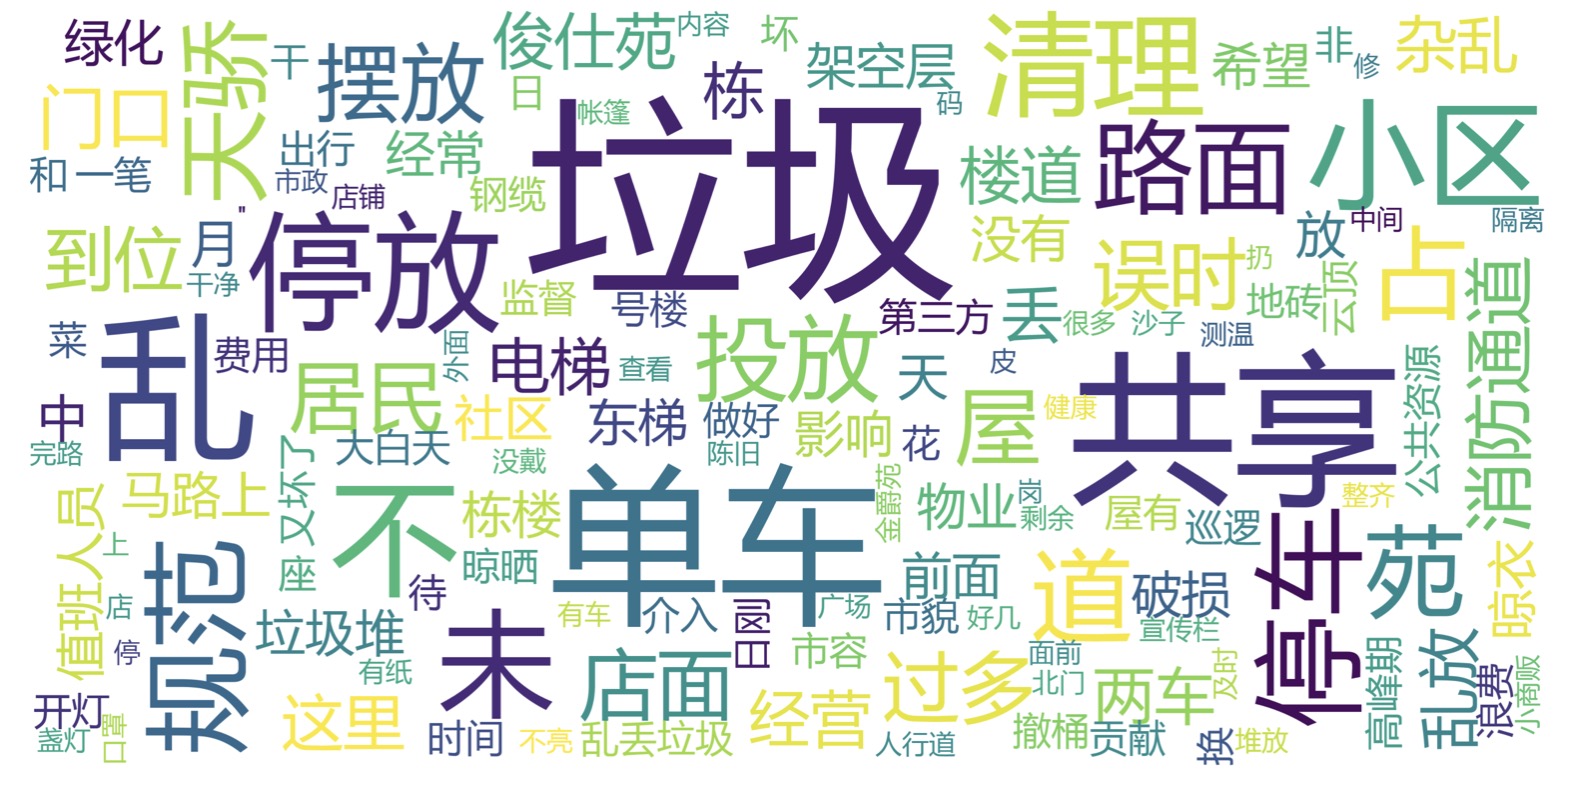 绿化
天骄
干
摆放
俊仕苑
内容
坏
架空层
清理
希望
非
修
杂乱
门口
日
帐篷
栋
码
和一笔
出行
市政
店铺
经常
钢缆
垃圾
楼道
路面
小区
到位
月
"
干净
停放
监督
号楼
没有
误时
扔
放
中间
隔离
占
地砖
云顶
消防通道
菜
乱
费用
外面
电梯
查看
投放
第三方
丢
很多
沙子
测温
皮
天
中
居民
社区
东梯
做好
影响
花
屋
健康
共享
公共资源
完路
大白天
没戴
陈旧
马路上
又坏了
不
栋楼
单车
金爵苑
物业
岗
剩余
屋有
巡逻
整齐
值班人员
上
规范
座
待
晾晒
前面
道
破损
停车
苑
晾衣
店
停
垃圾堆
有纸
未
有车
介入
日刚
广场
市貌
好几
宣传栏
店面
市容
过多
面前
北门
两车
及时
高峰期
乱放
浪费
小商贩
开灯
盏灯
口罩
这里
时间
不亮
乱丢垃圾
经营
人行道
撤桶
贡献
换
堆放